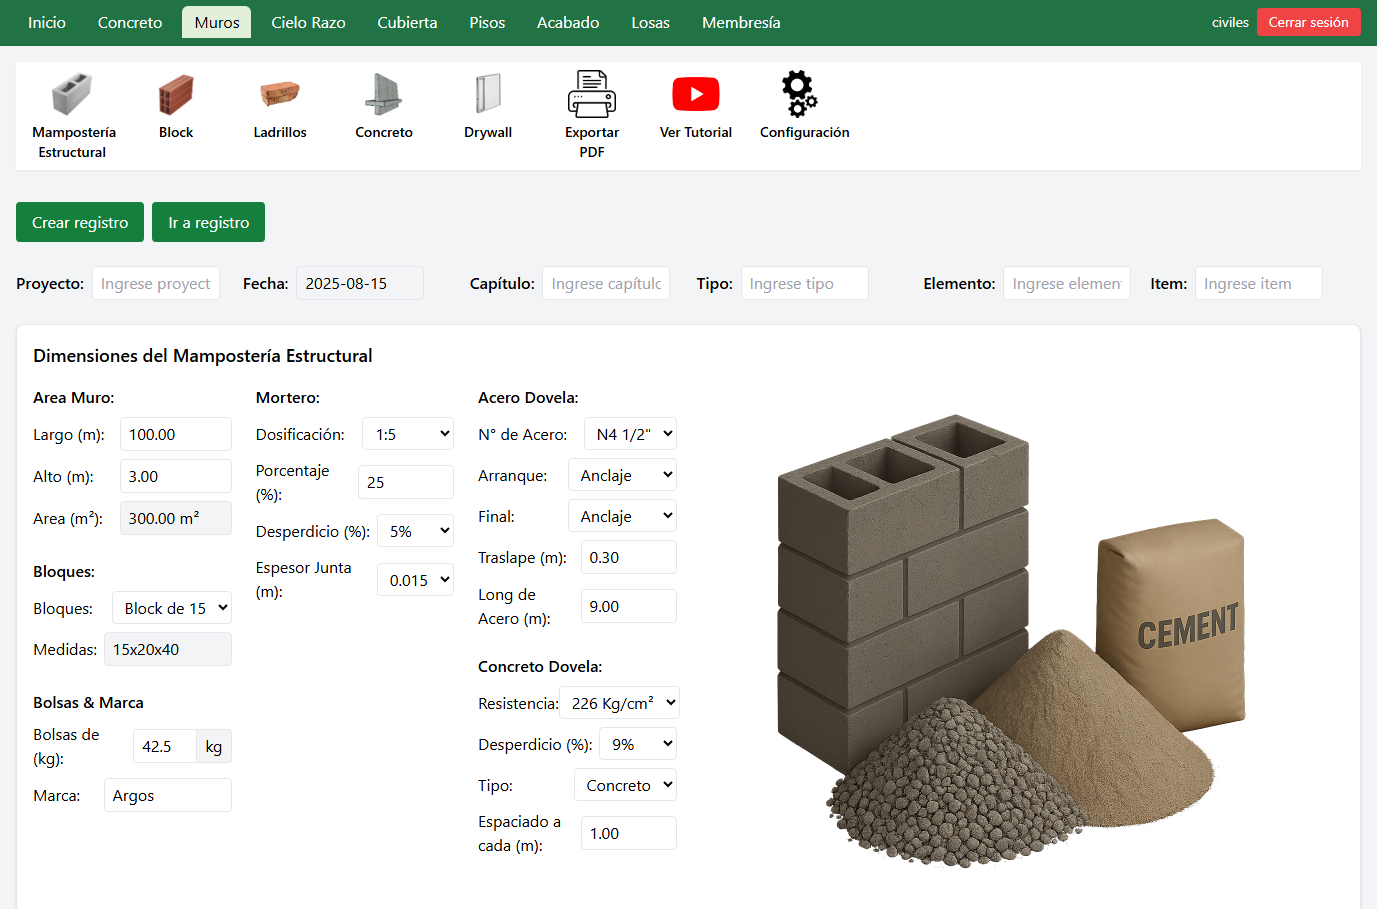 Inicio Concreto Muros Cielo Razo Cubierta Pisos Acabado Losas Membresía civiles Cerrar sesión
Mampostería Estructural
Block
Ladrillos
Concreto
Drywall
Exportar PDF
Ver Tutorial
Configuración
Crear registro Ir a registro
Proyecto: Ingrese proyect Fecha: 2025-08-15 Capítulo: Ingrese capítulo Tipo: Ingrese tipo Elemento: Ingrese elemen Item: Ingrese item
Dimensiones del Mampostería Estructural
Area Muro:
Largo (m): 100.00
Alto (m): 3.00
Area (m²): 300.00 m²
Bloques:
Bloques: Block de 15
Medidas: 15x20x40
Bolsas & Marca
Bolsas de (kg): 42.5 kg
Marca: Argos
Mortero:
Dosificación: 1:5
Porcentaje (%): 25
Desperdicio (%): 5%
Espesor Junta (m): 0.015
Acero Dovela:
N° de Acero: N4 1/2"
Arranque: Anclaje
Final: Anclaje
Traslape (m): 0.30
Long de Acero (m): 9.00
Concreto Dovela:
Resistencia: 226 Kg/cm²
Desperdicio (%): 9%
Tipo: Concreto
Espaciado a cada (m): 1.00
CEMENT